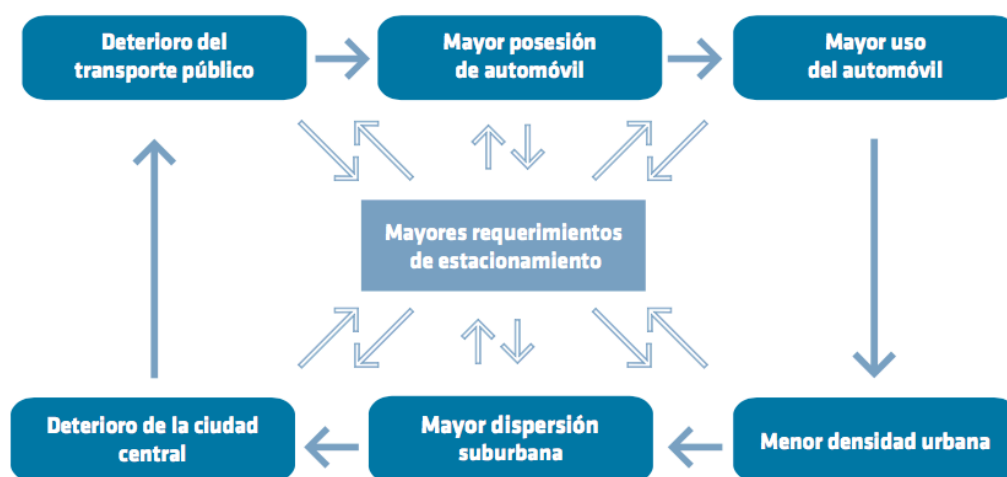 Deterioro del
transporte público
Mayor posesión
de automóvil
Mayor uso
del automóvil
Mayores requerimientos
de estacionamiento
Deterioro de la ciudad
central
Mayor dispersión
suburbana
Menor densidad urbana